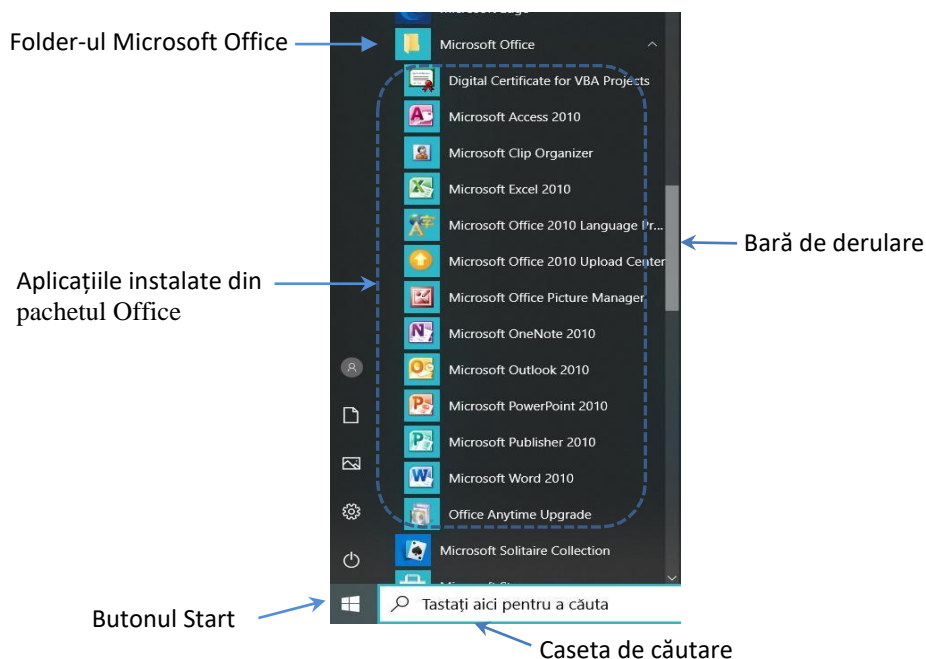 Microsoft Edge
Folder-ul Microsoft Office
Microsoft Office
Digital Certificate for VBA Projects
Microsoft Access 2010
Microsoft Clip Organizer
Microsoft Excel 2010
Microsoft Office 2010 Language Pr...
Bară de derulare
Microsoft Office 2010 Upload Center
Aplicațiile instalate din
pachetul Office
Microsoft Office Picture Manager
Microsoft OneNote 2010
Microsoft Outlook 2010
Microsoft PowerPoint 2010
Microsoft Publisher 2010
Microsoft Word 2010
Office Anytime Upgrade
Microsoft Solitaire Collection
Butonul Start
Tastați aici pentru a căuta
Caseta de căutare